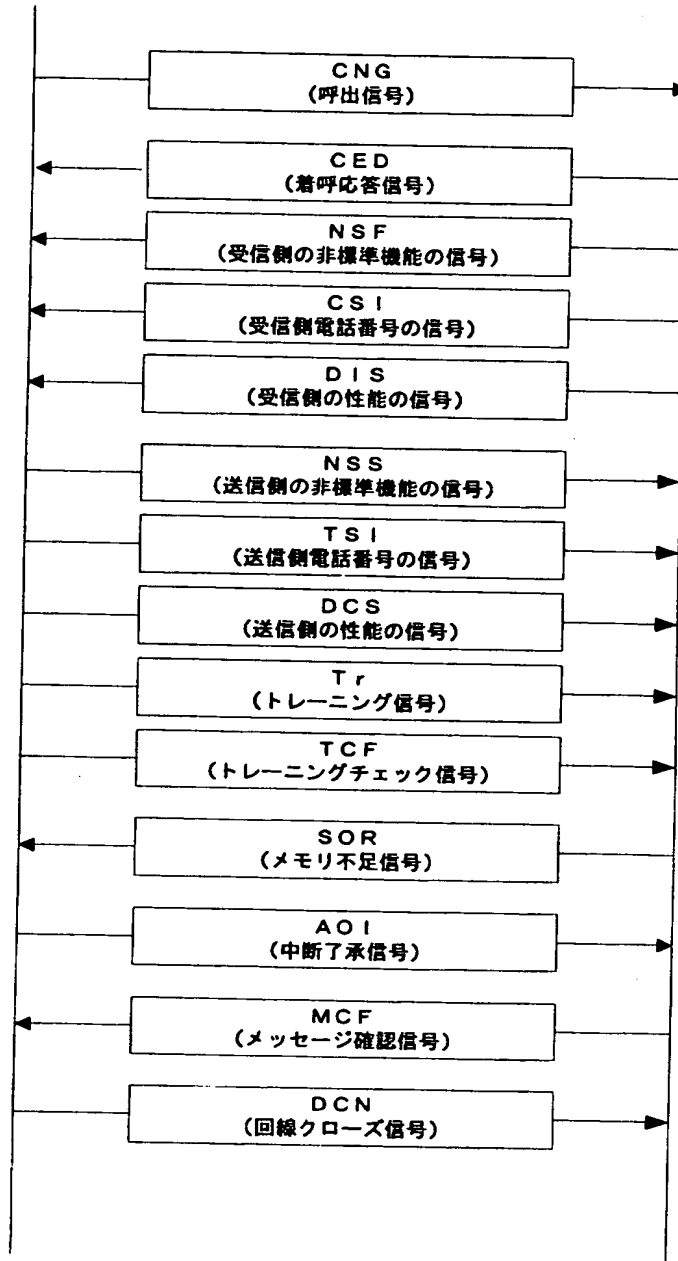 CNG
(呼出信号)
CED
(着呼応答信号)
NSF
(受信側の非標準機能の信号)
CSI
(受信側電話番号の信号)
DIS
(受信側の性能の信号)
NSS
(送信側の非標準機能の信号)
TSI
(送信側電話番号の信号)
DCS
(送信側の性能の信号)
Tr
(トレーニング信号)
TCF
(トレーニングチェック信号)
SOR
(メモリ不足信号)
AOI
(中断了承信号)
MCF
(メッセージ確認信号)
DCN
(回線クローズ信号)